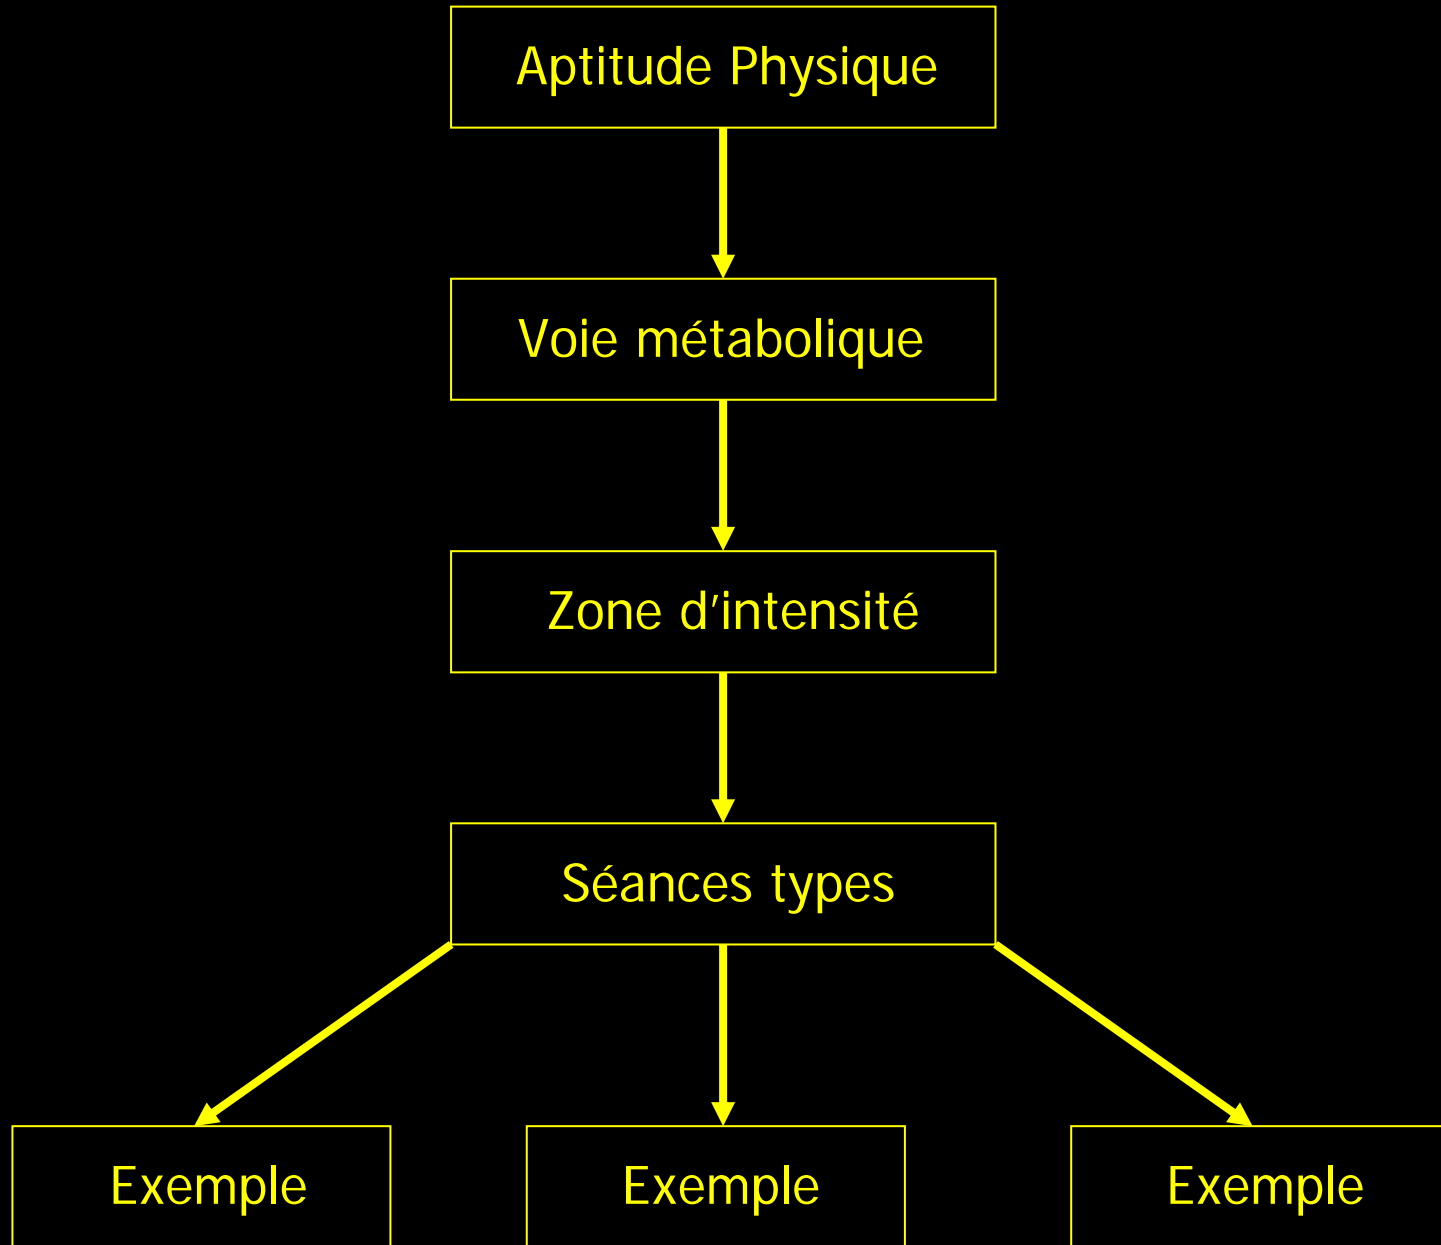 Aptitude Physique
Voie métabolique
Zone d'intensité
Séances types
Exemple
Exemple
Exemple